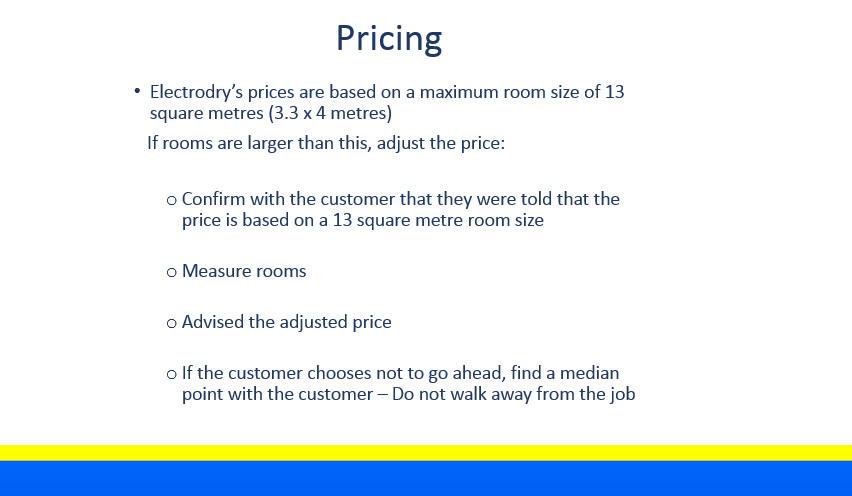 Pricing
• Electrodry’s prices are based on a maximum room size of 13
square metres (3.3 x 4 metres)
If rooms are larger than this, adjust the price:
o Confirm with the customer that they were told that the
price is based on a 13 square metre room size
o Measure rooms
o Advised the adjusted price
o If the customer chooses not to go ahead, find a median
point with the customer – Do not walk away from the job